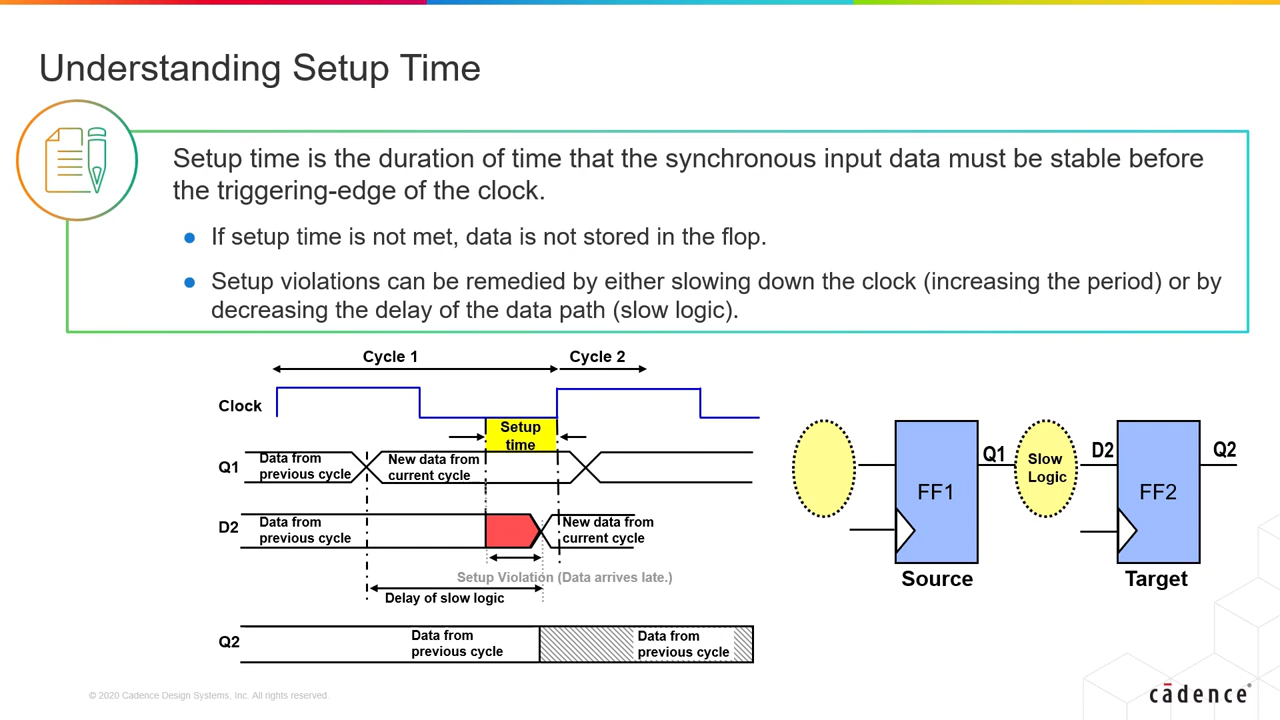 Understanding Setup Time
Setup time is the duration of time that the synchronous input data must be stable before
the triggering-edge of the clock.
● If setup time is not met, data is not stored in the flop.
● Setup violations can be remedied by either slowing down the clock (increasing the period) or by
decreasing the delay of the data path (slow logic).
Cycle 1
Cycle 2
Clock
Setup
time
Q1
Data from
previous cycle
New data from
current cycle
D2
Data from
previous cycle
New data from
current cycle
Setup Violation (Data arrives late.)
Delay of slow logic
Q2
Data from
previous cycle
Data from
previous cycle
FF1
Source
Q1
Slow
Logic
D2
FF2
Target
Q2
© 2020 Cadence Design Systems, Inc. All rights reserved.
cādence®